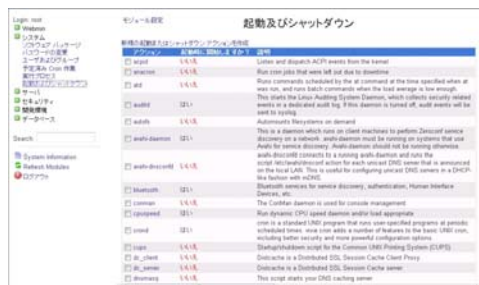 Login: root
Webmin
システム
ソフトウェア パッケージ
パスワードの変更
ユーザおよびグループ
予定済み Cron 作業
実行プロセス
起動およびシャットダウン
サーバ
セキュリティ
開発環境
データベース
Search:
System Information
Refresh Modules
ログアウト
モジュール設定
起動及びシャットダウン
新規の起動またはシャットダウン アクションを作成
アクション 起動時に開始しますか? 説明
acpid いいえ Listen and dispatch ACPI events from the kernel
anacron いいえ Run cron jobs that were left out due to downtime
atd いいえ Runs commands scheduled by the at command at the time specified when at was run, and runs batch commands when the load average is low enough.
auditd はい This starts the Linux Auditing System Daemon, which collects security related events in a dedicated audit log. If this daemon is turned off, audit events will be sent to syslog.
autofs いいえ Automounts filesystems on demand
avahi-daemon はい This is a daemon which runs on client machines to perform Zeroconf service discovery on a network. avahi-daemon must be running on systems that use Avahi for service discovery. Avahi-daemon should not be running otherwise.
avahi-dnsconfd いいえ avahi-dnsconfd connects to a running avahi-daemon and runs the script /etc/avahi/dnsconf.action for each unicast DNS server that is announced on the local LAN. This is useful for configuring unicast DNS servers in a DHCP-like fashion with mDNS.
bluetooth はい Bluetooth services for service discovery, authentication, Human Interface Devices, etc.
conman いいえ The ConMan daemon is used for console management
cpuspeed はい Run dynamic CPU speed daemon and/or load appropriate
crond はい cron is a standard UNIX program that runs user-specified programs at periodic scheduled times. vixie cron adds a number of features to the basic UNIX cron, including better security and more powerful configuration options.
cups いいえ Startup/shutdown script for the Common UNIX Printing System (CUPS)
dc_client いいえ Distcache is a Distributed SSL Session Cache Client Proxy.
dc_server いいえ Distcache is a Distributed SSL Session Cache server.
dnsmasq いいえ This script starts your DNS caching server